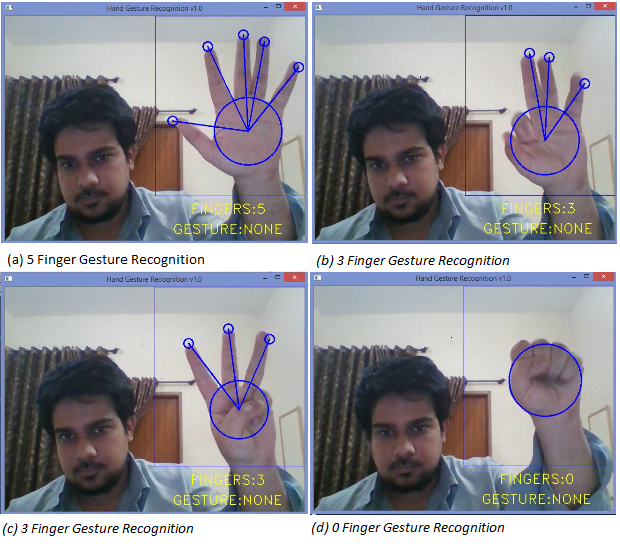 Hand Gesture Recognition v1.0
Hand Gesture Recognition v1.0
FINGERS:5
GESTURE:NONE
FINGERS:3
GESTURE:NONE
(a) 5 Finger Gesture Recognition
(b) 3 Finger Gesture Recognition
Hand Gesture Recognition v1.0
Hand Gesture Recognition v1.0
FINGERS:3
GESTURE:NONE
FINGERS:0
GESTURE:NONE
(c) 3 Finger Gesture Recognition
(d) 0 Finger Gesture Recognition